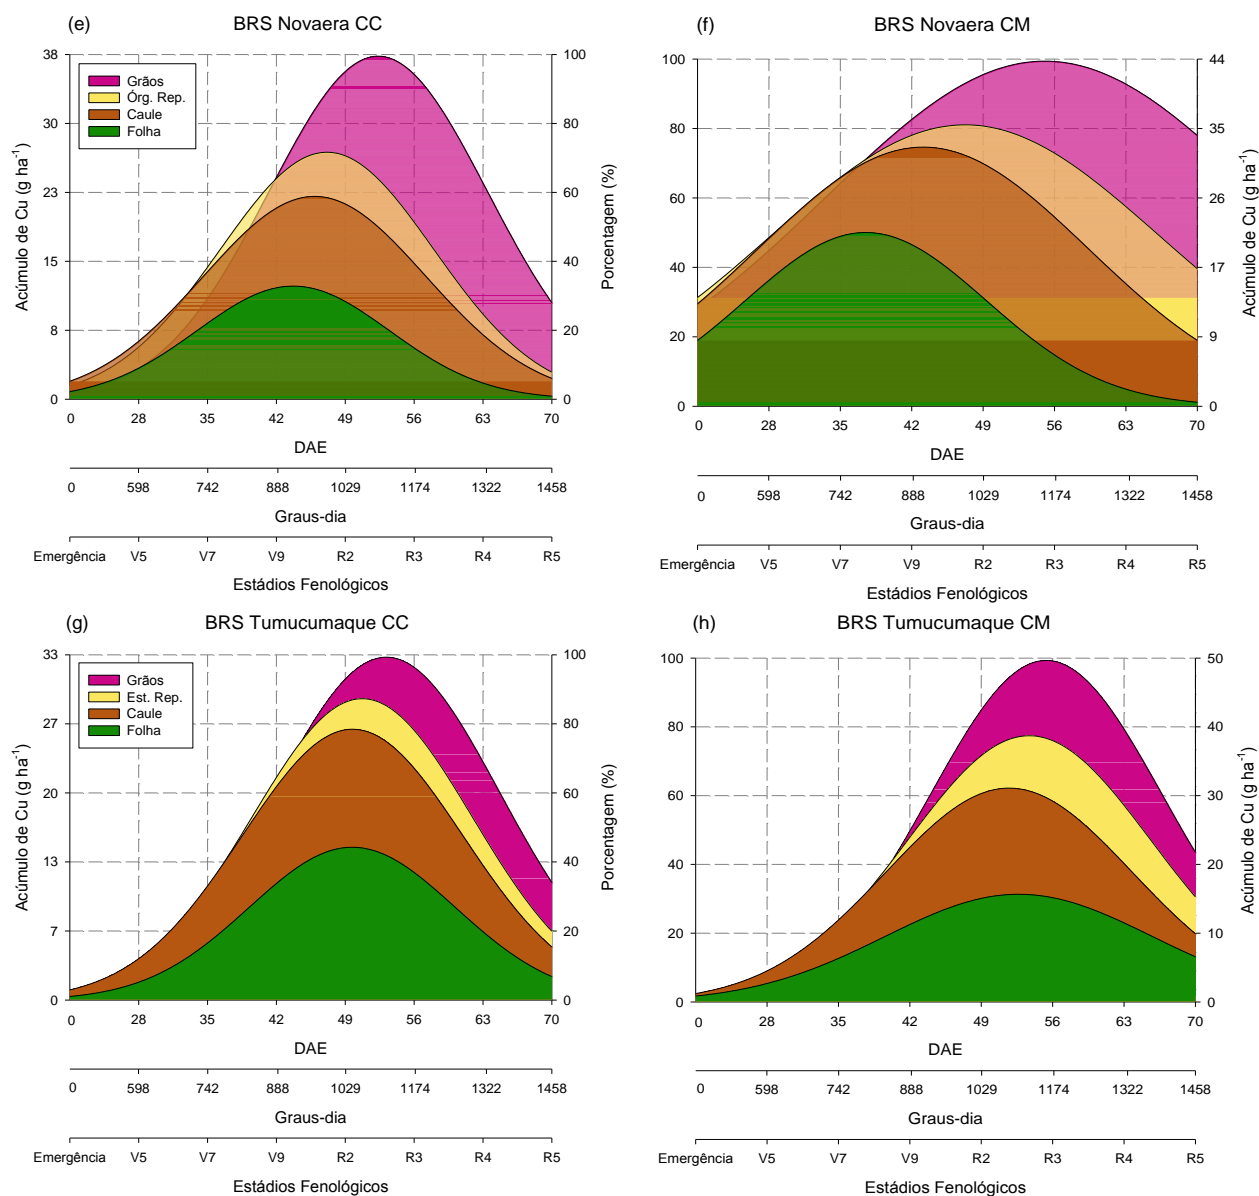 (e) BRS Novaera CC
38
30
23
15
8
0
Acúmulo de Cu (g ha-1)
Grãos
Órg. Rep.
Caule
Folha
100
80
60
40
20
0
Porcentagem (%)
0 28 35 42 49 56 63 70
DAE
0 598 742 888 1029 1174 1322 1458
Graus-dia
Emergência V5 V7 V9 R2 R3 R4 R5
Estádios Fenológicos
(f) BRS Novaera CM
100
80
60
40
20
0
44
35
26
17
9
0
Acúmulo de Cu (g ha-1)
0 28 35 42 49 56 63 70
DAE
0 598 742 888 1029 1174 1322 1458
Graus-dia
Emergência V5 V7 V9 R2 R3 R4 R5
Estádios Fenológicos
(g) BRS Tumucumaque CC
33
27
20
13
7
0
Acúmulo de Cu (g ha-1)
Grãos
Est. Rep.
Caule
Folha
100
80
60
40
20
0
Porcentagem (%)
0 28 35 42 49 56 63 70
DAE
0 598 742 888 1029 1174 1322 1458
Graus-dia
Emergência V5 V7 V9 R2 R3 R4 R5
Estádios Fenológicos
(h) BRS Tumucumaque CM
100
80
60
40
20
0
50
40
30
20
10
0
Acúmulo de Cu (g ha-1)
0 28 35 42 49 56 63 70
DAE
0 598 742 888 1029 1174 1322 1458
Graus-dia
Emergência V5 V7 V9 R2 R3 R4 R5
Estádios Fenológicos